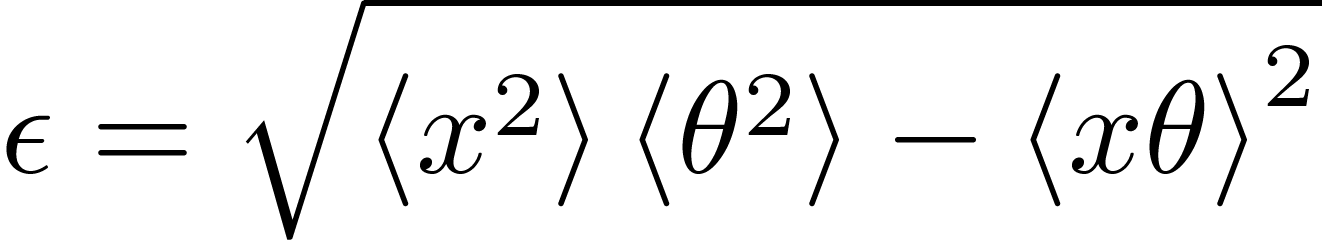 ϵ = √⟨x²⟩ ⟨θ²⟩ − ⟨xθ⟩²